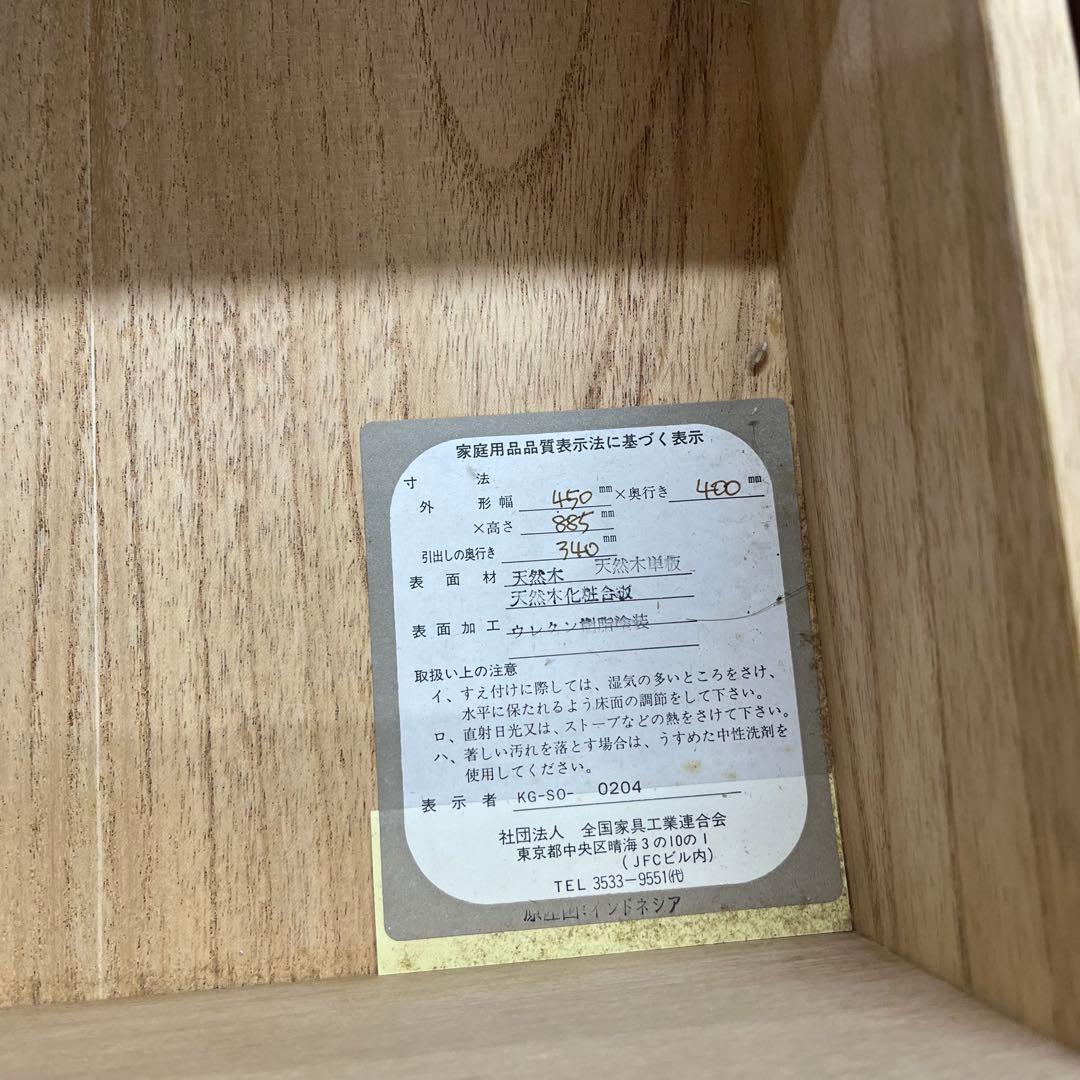 家庭用品品質表示法に基づく表示
寸法
外形幅 450 mm ×奥行き 400 mm
×高さ 885 mm
引出しの奥行き 340 mm
表面材 天然木 天然木単板
天然木化粧合板
表面加工 ウレタン樹脂塗装
取扱い上の注意
イ、すえ付けに際しては、湿気の多いところをさけ、
水平に保たれるよう床面の調節をして下さい。
ロ、直射日光又は、ストーブなどの熱をさけて下さい。
ハ、著しい汚れを落とす場合は、うすめた中性洗剤を
使用してください。
表示者 KG-SO- 0204
社団法人 全国家具工業連合会
東京都中央区晴海3の10の1
(JFCビル内)
TEL 3533-9551㈹
原産国:インドネシア